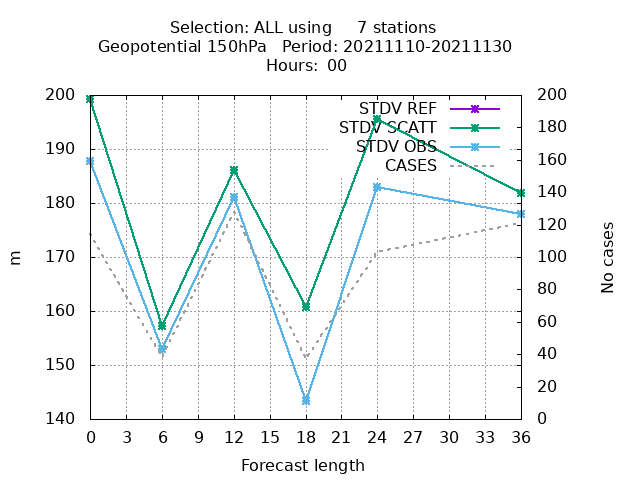 Selection: ALL using     7 stations
Geopotential 150hPa   Period: 20211110-20211130
Hours:  00
200
190
180
170
160
150
140
m
STDV REF
STDV SCATT
STDV OBS
CASES
200
180
160
140
120
100
80
60
40
20
0
No cases
0 3 6 9 12 15 18 21 24 27 30 33 36
Forecast length